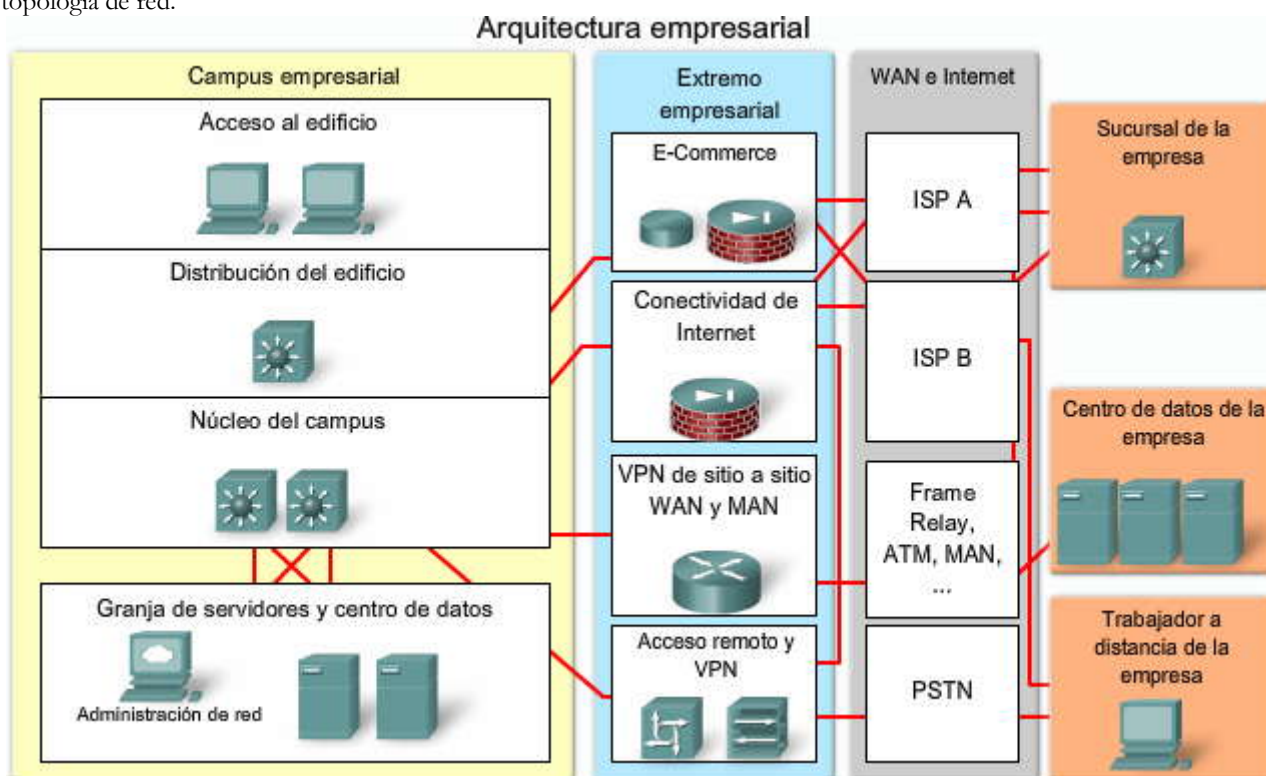 topología de red.
Arquitectura empresarial
Campus empresarial
Acceso al edificio
Distribución del edificio
Núcleo del campus
Granja de servidores y centro de datos
Administración de red
Extremo
empresarial
E-Commerce
Conectividad de
Internet
VPN de sitio a sitio
WAN y MAN
Acceso remoto y
VPN
WAN e Internet
ISP A
ISP B
Frame
Relay,
ATM, MAN,
...
PSTN
Sucursal de la
empresa
Centro de datos de la
empresa
Trabajador a
distancia de la
empresa